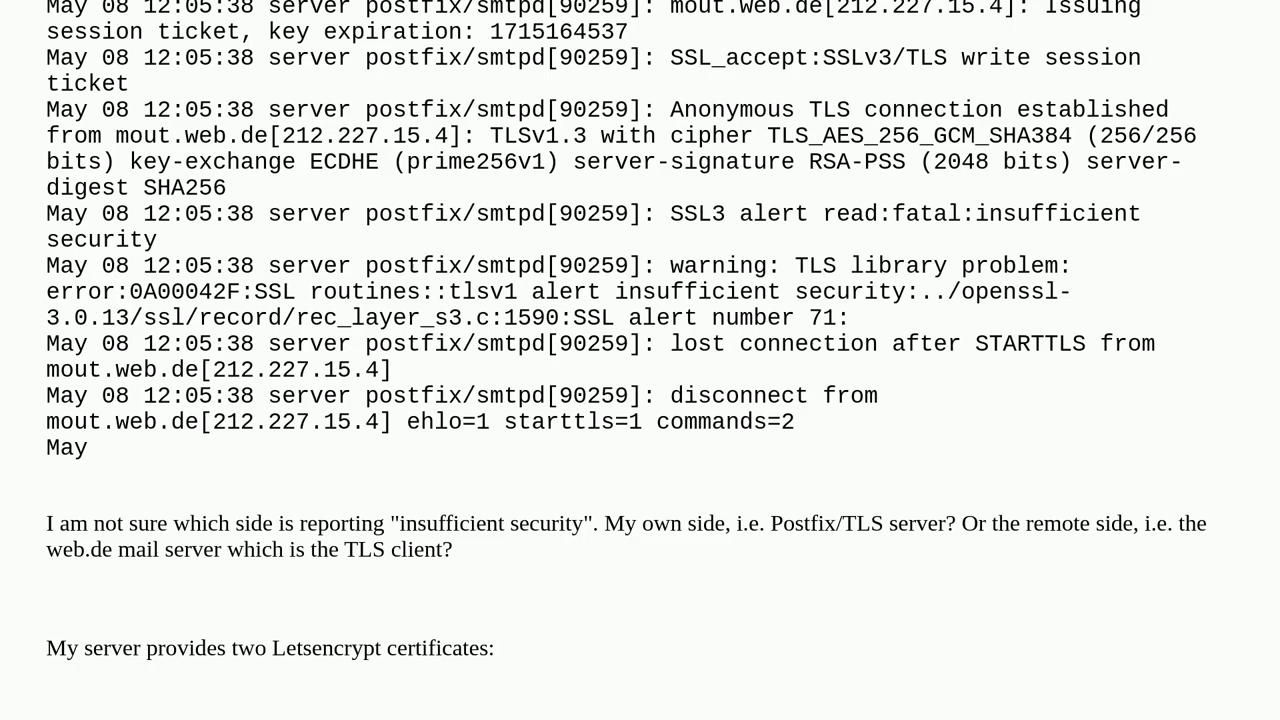 May 08 12:05:38 server postfix/smtpd[90259]: mout.web.de[212.227.15.4]: Issuing
session ticket, key expiration: 1715164537
May 08 12:05:38 server postfix/smtpd[90259]: SSL_accept:SSLv3/TLS write session
ticket
May 08 12:05:38 server postfix/smtpd[90259]: Anonymous TLS connection established
from mout.web.de[212.227.15.4]: TLSv1.3 with cipher TLS_AES_256_GCM_SHA384 (256/256
bits) key-exchange ECDHE (prime256v1) server-signature RSA-PSS (2048 bits) server-
digest SHA256
May 08 12:05:38 server postfix/smtpd[90259]: SSL3 alert read:fatal:insufficient
security
May 08 12:05:38 server postfix/smtpd[90259]: warning: TLS library problem:
error:0A00042F:SSL routines::tlsv1 alert insufficient security:../openssl-
3.0.13/ssl/record/rec_layer_s3.c:1590:SSL alert number 71:
May 08 12:05:38 server postfix/smtpd[90259]: lost connection after STARTTLS from
mout.web.de[212.227.15.4]
May 08 12:05:38 server postfix/smtpd[90259]: disconnect from
mout.web.de[212.227.15.4] ehlo=1 starttls=1 commands=2
May
I am not sure which side is reporting "insufficient security". My own side, i.e. Postfix/TLS server? Or the remote side, i.e. the
web.de mail server which is the TLS client?
My server provides two Letsencrypt certificates: